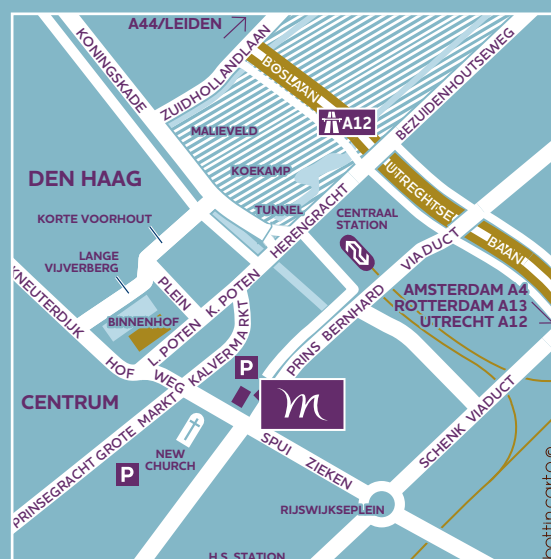 A44/LEIDEN
KONINGSKADE
ZUIDHOLLANDLAAN
BOSLAAN
BEZUIDENHOUTSEWEG
A12
MALIEVELD
KOEKAMP
DEN HAAG
UTRECHTSE
BAAN
KORTE VOORHOUT
TUNNEL
HERENGRACHT
CENTRAAL
STATION
LANGE
VIJVERBERG
KNEUTERDIJK
PLEIN
K. POTEN
L. POTEN
BINNENHOF
PRINS BERNHARD VIADUCT
AMSTERDAM A4
ROTTERDAM A13
UTRECHT A12
HOF WEG
KALVERMARKT
P
m
CENTRUM
GROTE MARKT
PRINSEGRACHT
SPUI
ZIEKEN
SCHENK VIADUCT
NEW
CHURCH
P
RIJSWIJKSEPLEIN
H.S. STATION